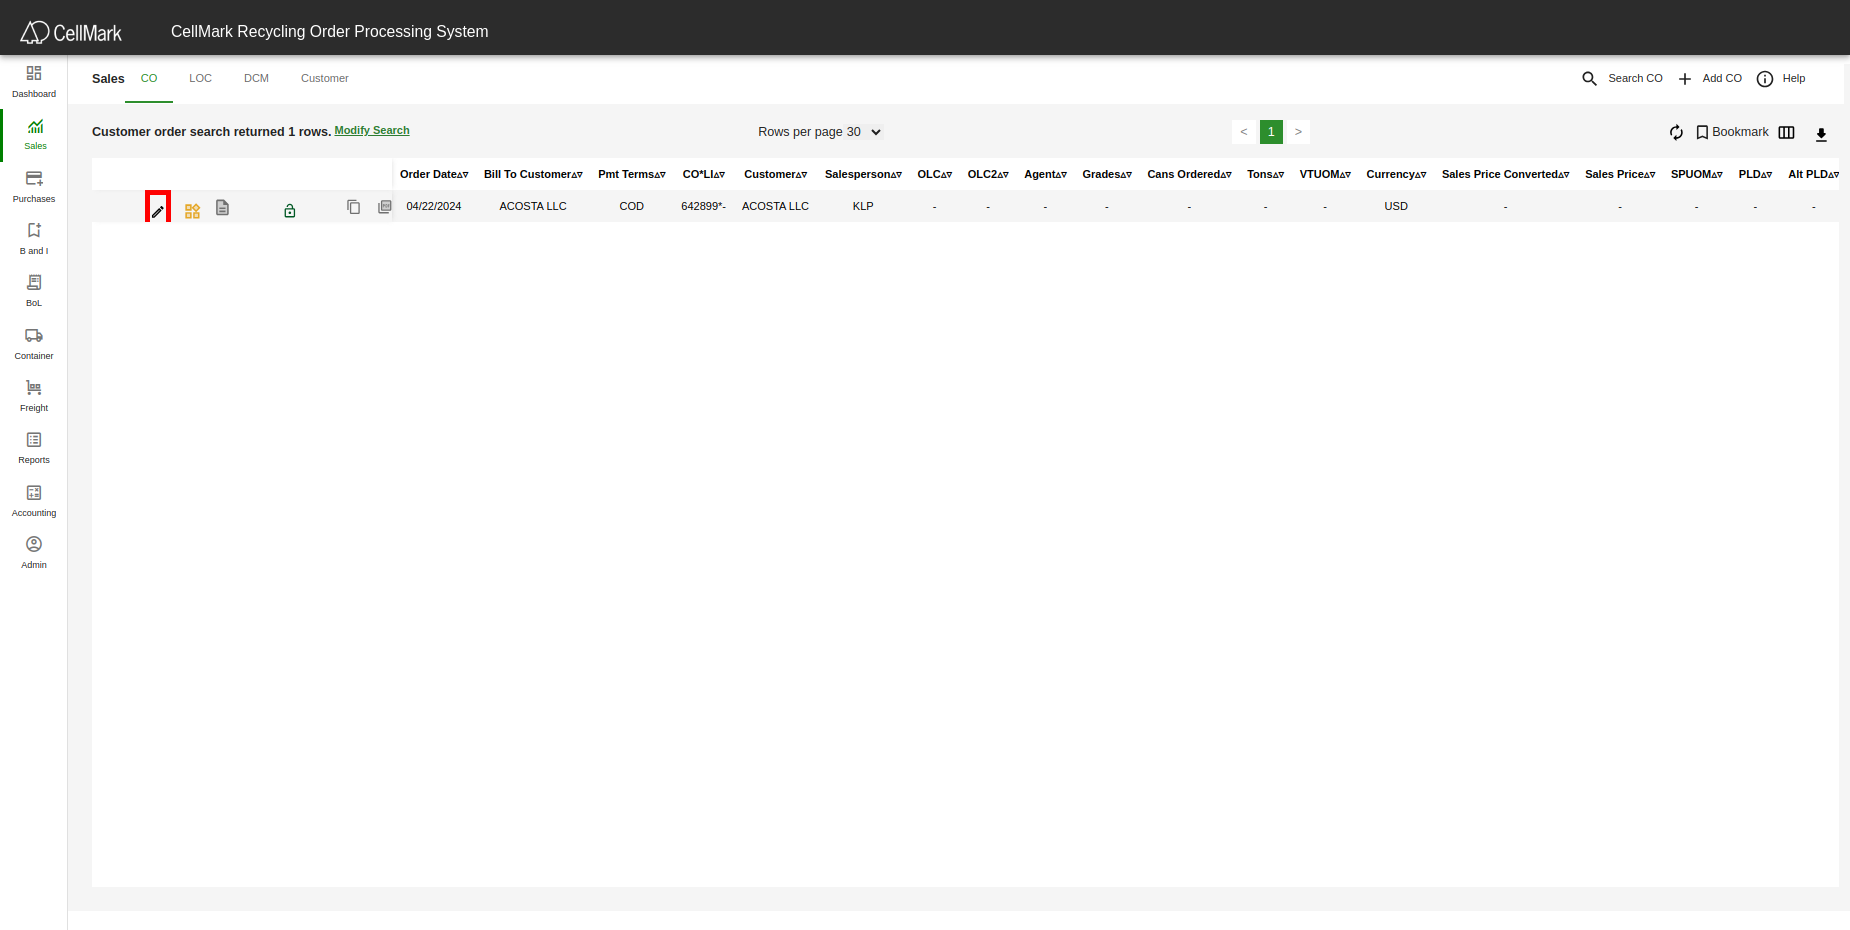 CellMark
CellMark Recycling Order Processing System
Dashboard
Sales
Purchases
B and I
BoL
Container
Freight
Reports
Accounting
Admin
Sales CO LOC DCM Customer
Search CO Add CO Help
Customer order search returned 1 rows. Modify Search
Rows per page 30
< 1 >
Bookmark
Order Date Bill To Customer Pmt Terms CO*LI Customer Salesperson OLC OLC2 Agent Grades Cans Ordered Tons VTUOM Currency Sales Price Converted Sales Price SPUOM PLD Alt PLD
04/22/2024 ACOSTA LLC COD 642899*- ACOSTA LLC KLP - - - - - - - USD - - - - -